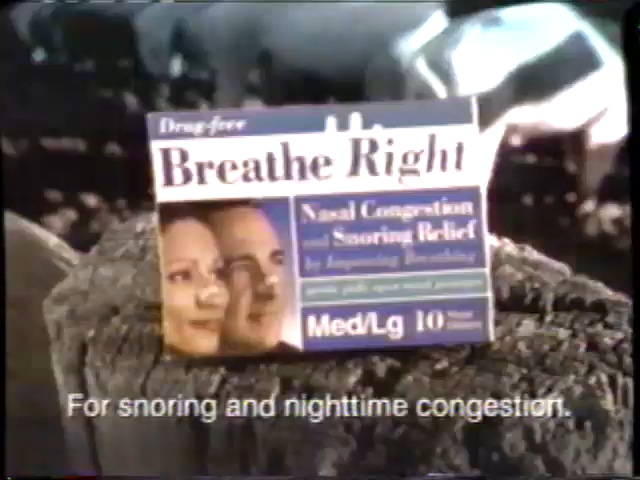 Drug-free
Breathe Right
Nasal Congestion
and Snoring Relief
by Improving Breathing
Med/Lg 10
For snoring and nighttime congestion.